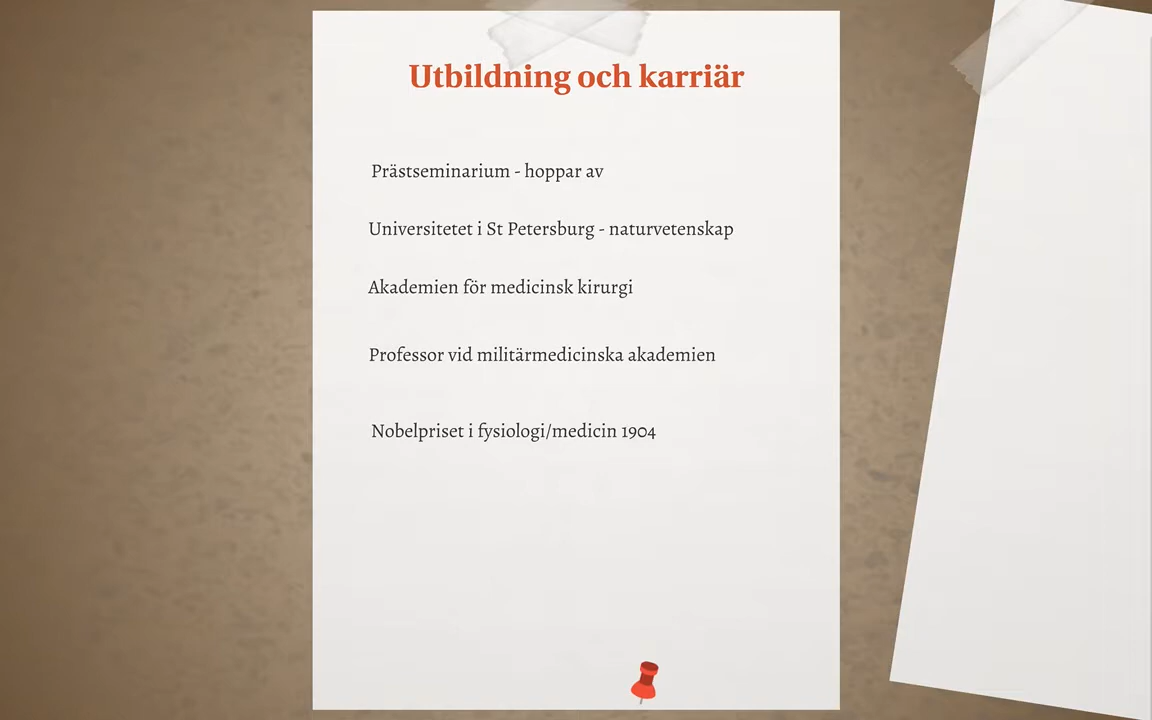 Utbildning och karriär
Prästseminarium - hoppar av
Universitetet i St Petersburg - naturvetenskap
Akademien för medicinsk kirurgi
Professor vid militärmedicinska akademien
Nobelpriset i fysiologi/medicin 1904